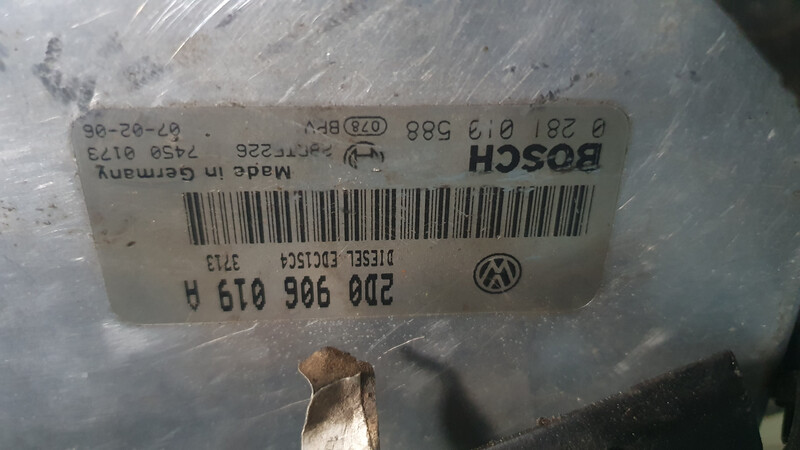 2D0 906 019 A
DIESEL EDC15C4 3713
BOSCH Made in Germany
7450 0173
0 281 013 588 078 BPV 07-02-06